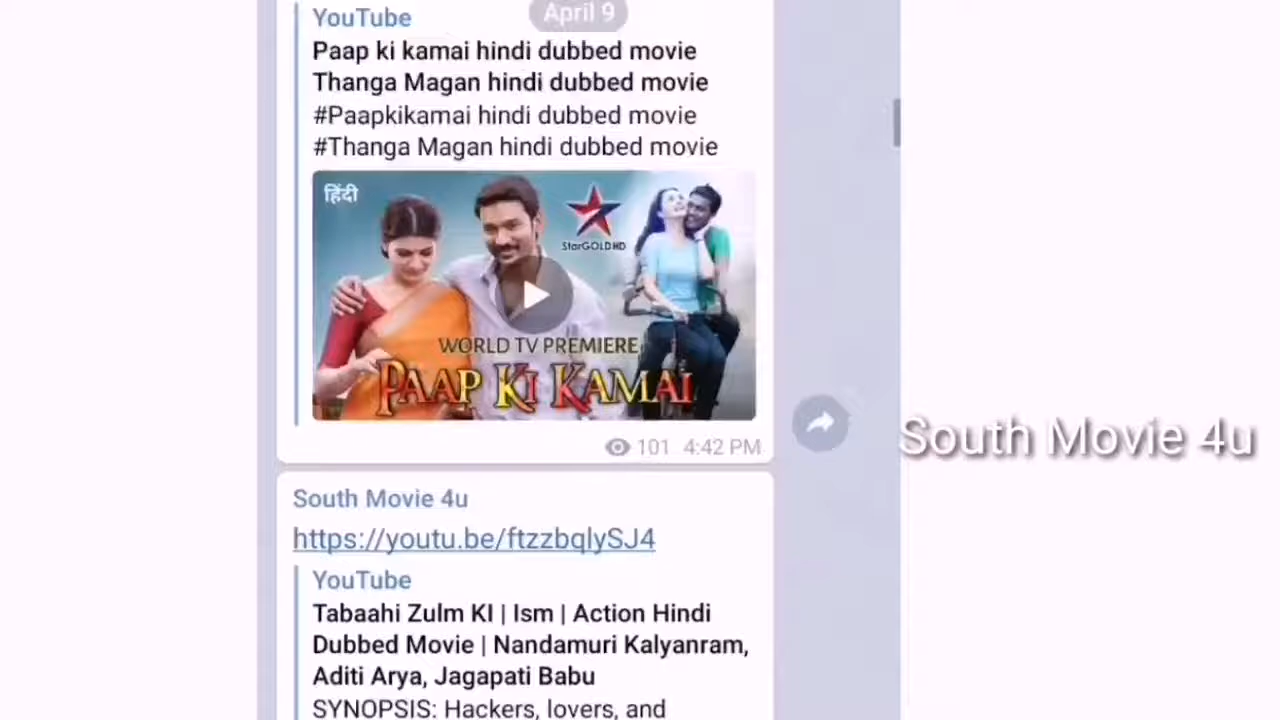 April 9
YouTube
Paap ki kamai hindi dubbed movie
Thanga Magan hindi dubbed movie
#Paapkikamai hindi dubbed movie
#Thanga Magan hindi dubbed movie
हिंदी
StarGOLDHD
WORLD TV PREMIERE
PAAP KI KAMAI
101 4:42 PM
South Movie 4u
South Movie 4u
https://youtu.be/ftzzbqlySJ4
YouTube
Tabaahi Zulm KI | Ism | Action Hindi
Dubbed Movie | Nandamuri Kalyanram,
Aditi Arya, Jagapati Babu
SYNOPSIS: Hackers, lovers, and